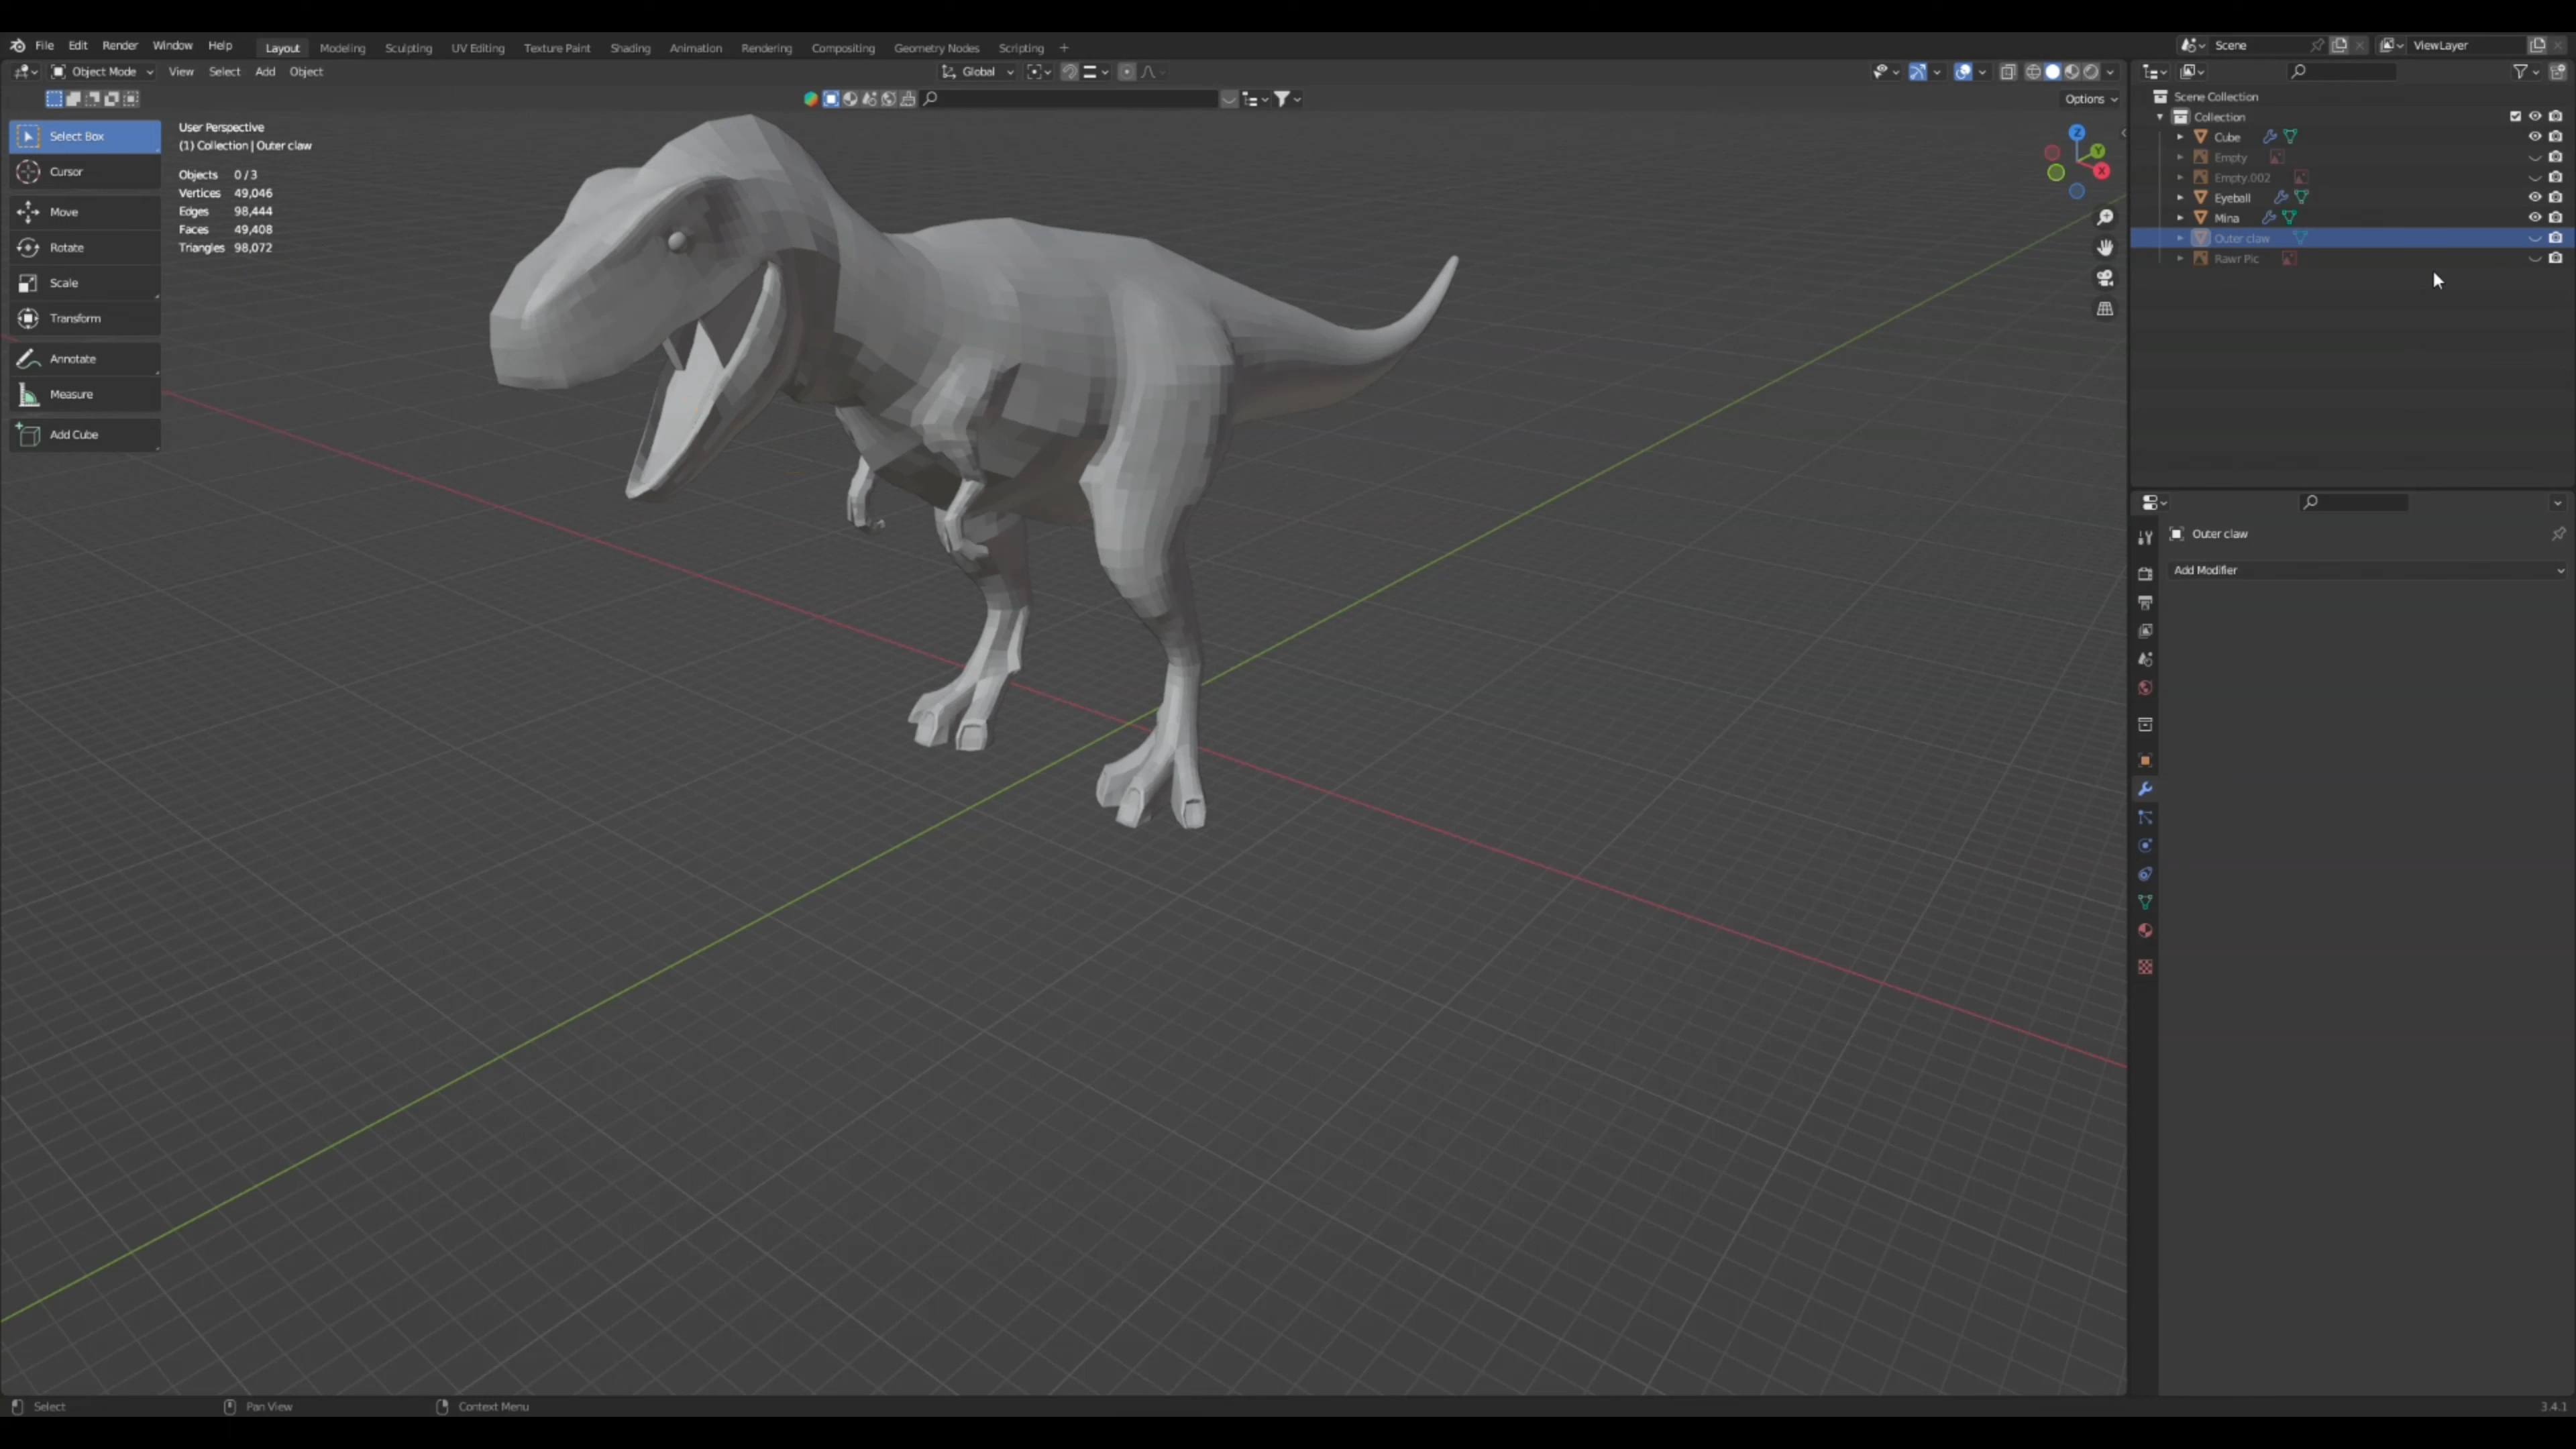 File Edit Render Window Help Layout Modeling Sculpting UV Editing Texture Paint Shading Animation Rendering Compositing Geometry Nodes Scripting + Scene ViewLayer
Object Mode View Select Add Object Global
Options
Select Box
Cursor
Move
Rotate
Scale
Transform
Annotate
Measure
Add Cube
User Perspective
(1) Collection | Outer claw
Objects 0 / 3
Vertices 49,046
Edges 98,444
Faces 49,408
Triangles 98,072
Z
Y
X
Scene Collection
Collection
Cube
Empty
Empty.002
Eyeball
Mina
Outer claw
Rawr Pic
Outer claw
Add Modifier
Select Pan View Context Menu 3.4.1